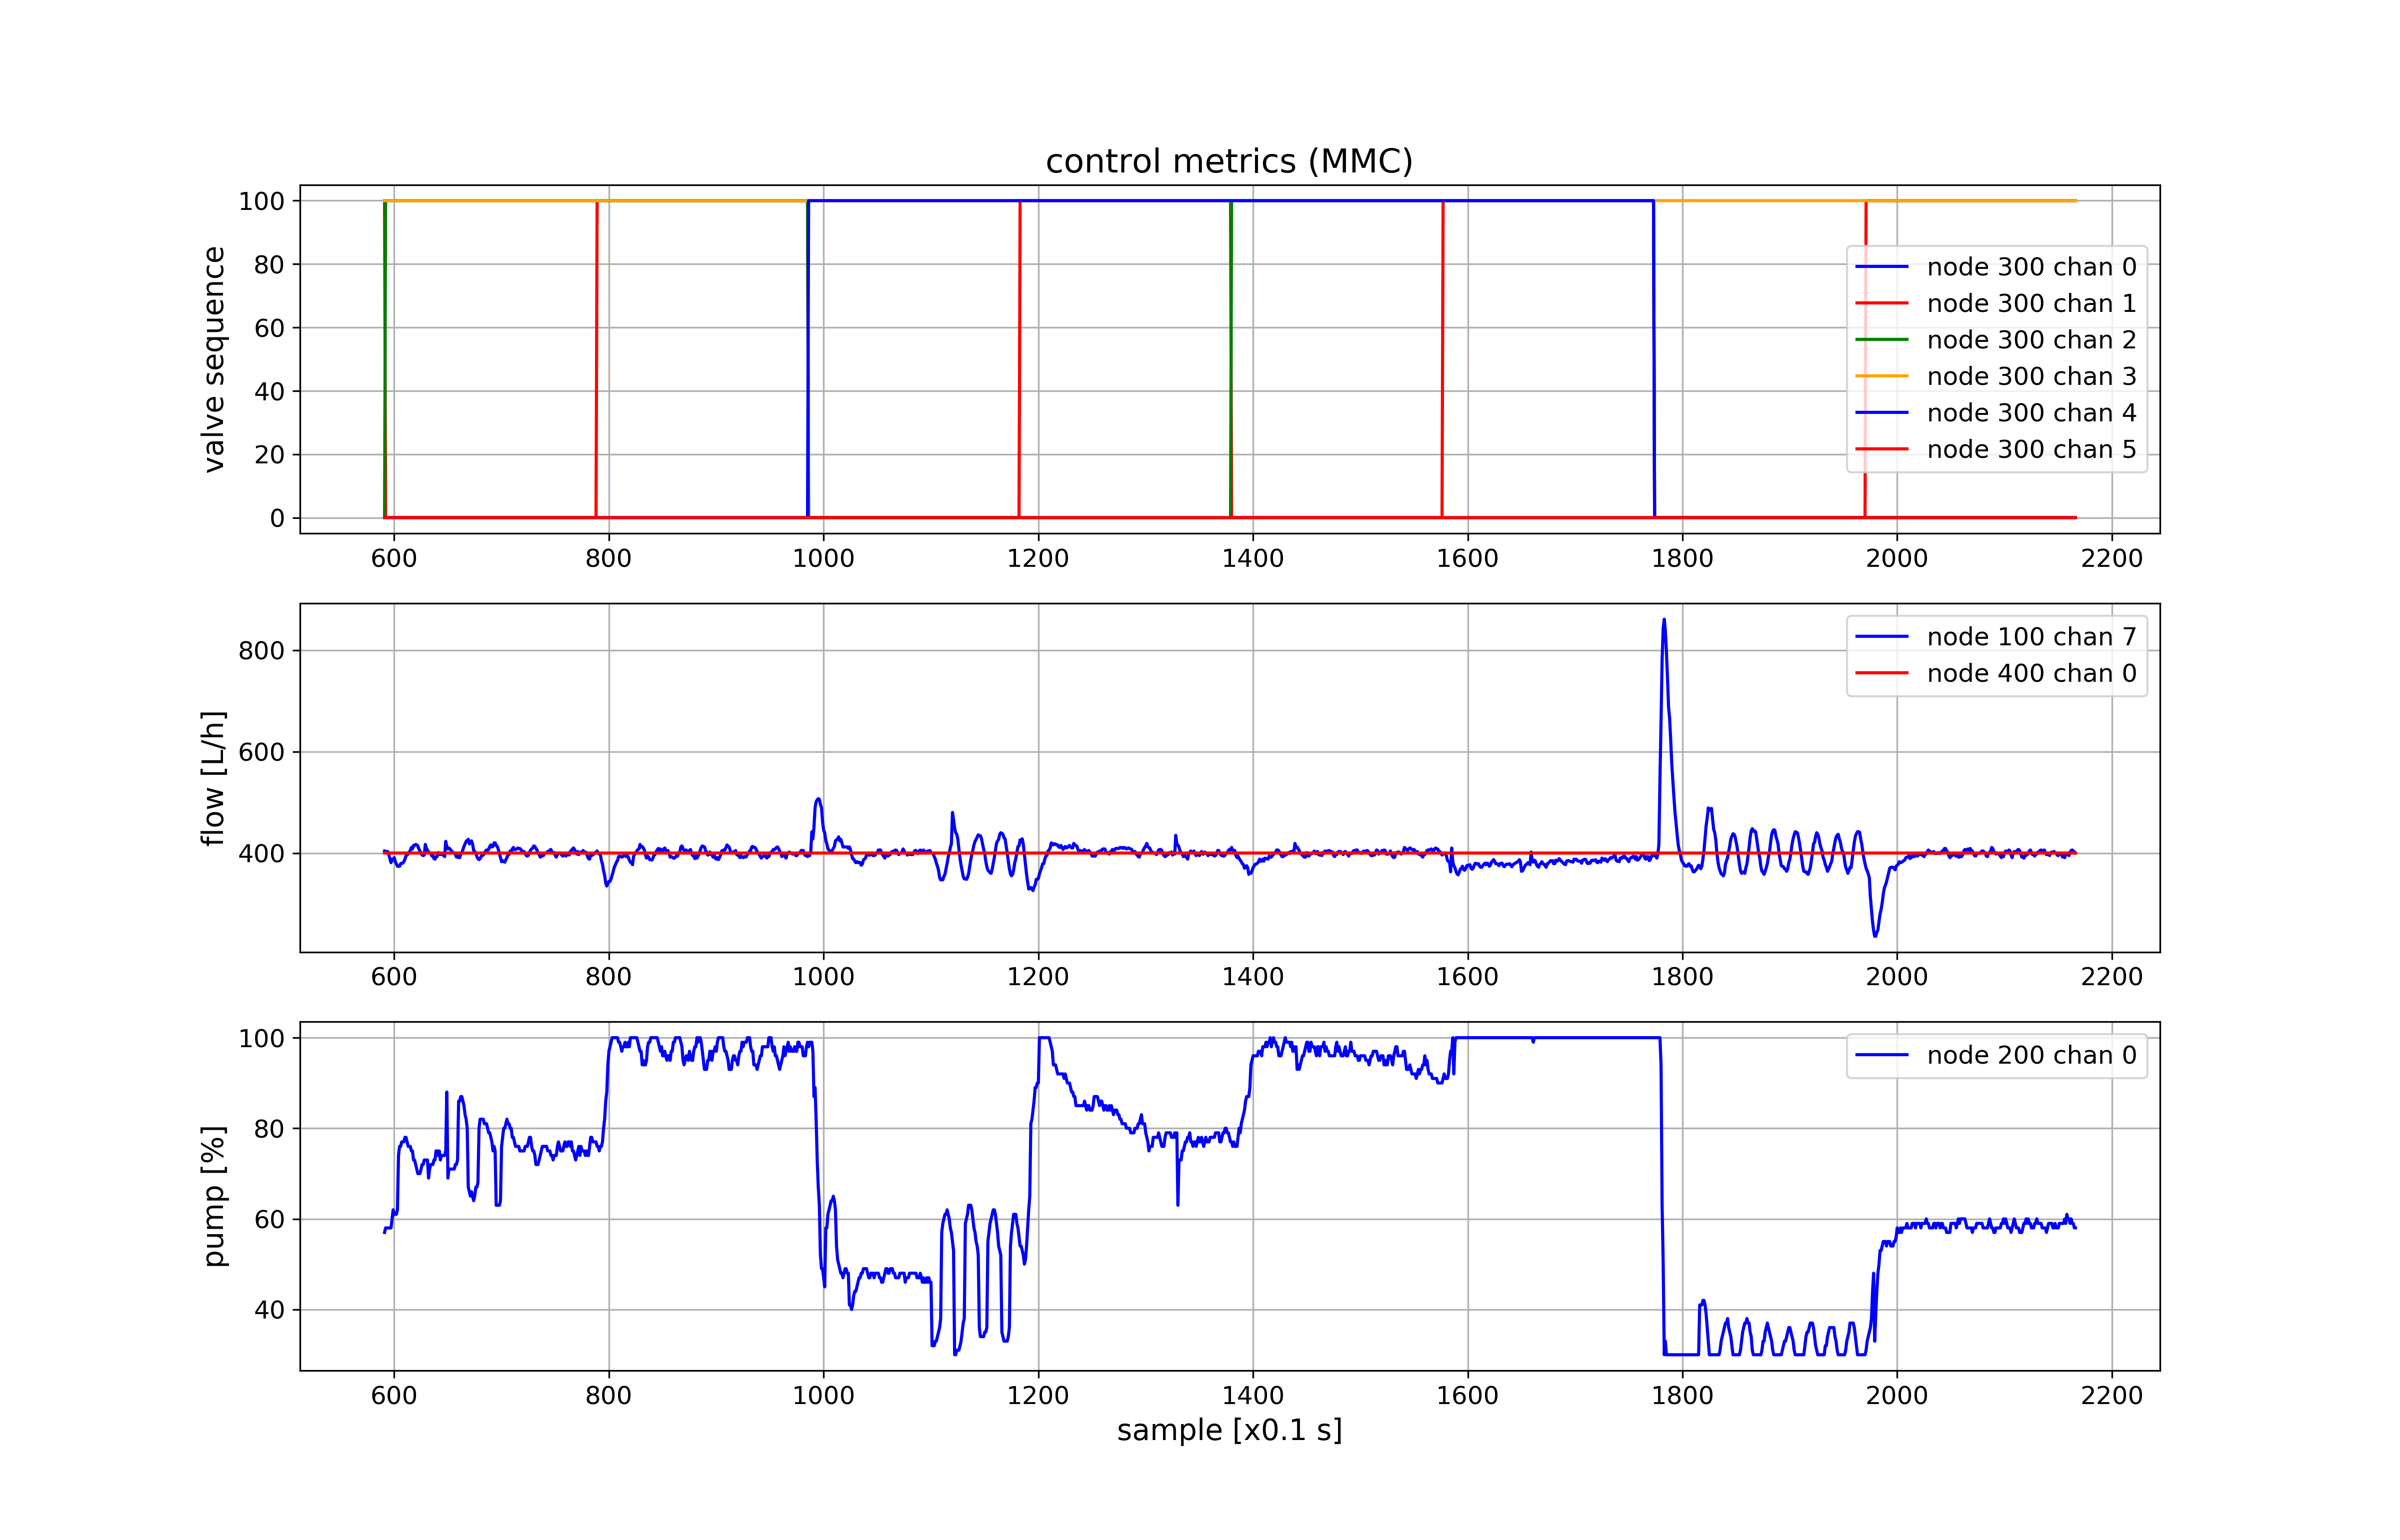 control metrics (MMC)
valve sequence
100
80
60
40
20
0
node 300 chan 0
node 300 chan 1
node 300 chan 2
node 300 chan 3
node 300 chan 4
node 300 chan 5
600 800 1000 1200 1400 1600 1800 2000 2200
flow [L/h]
800
600
400
node 100 chan 7
node 400 chan 0
600 800 1000 1200 1400 1600 1800 2000 2200
pump [%]
100
80
60
40
node 200 chan 0
600 800 1000 1200 1400 1600 1800 2000 2200
sample [x0.1 s]